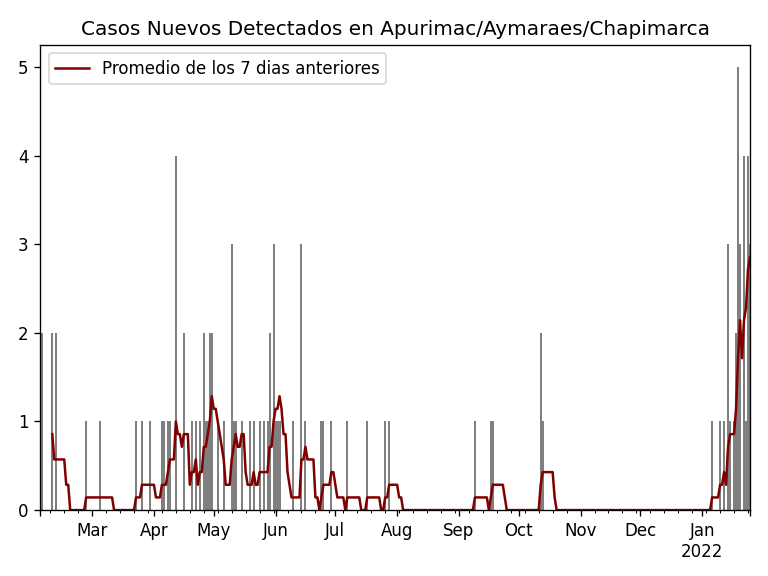 Casos Nuevos Detectados en Apurimac/Aymaraes/Chapimarca
Promedio de los 7 dias anteriores
5
4
3
2
1
0
Mar Apr May Jun Jul Aug Sep Oct Nov Dec Jan
2022